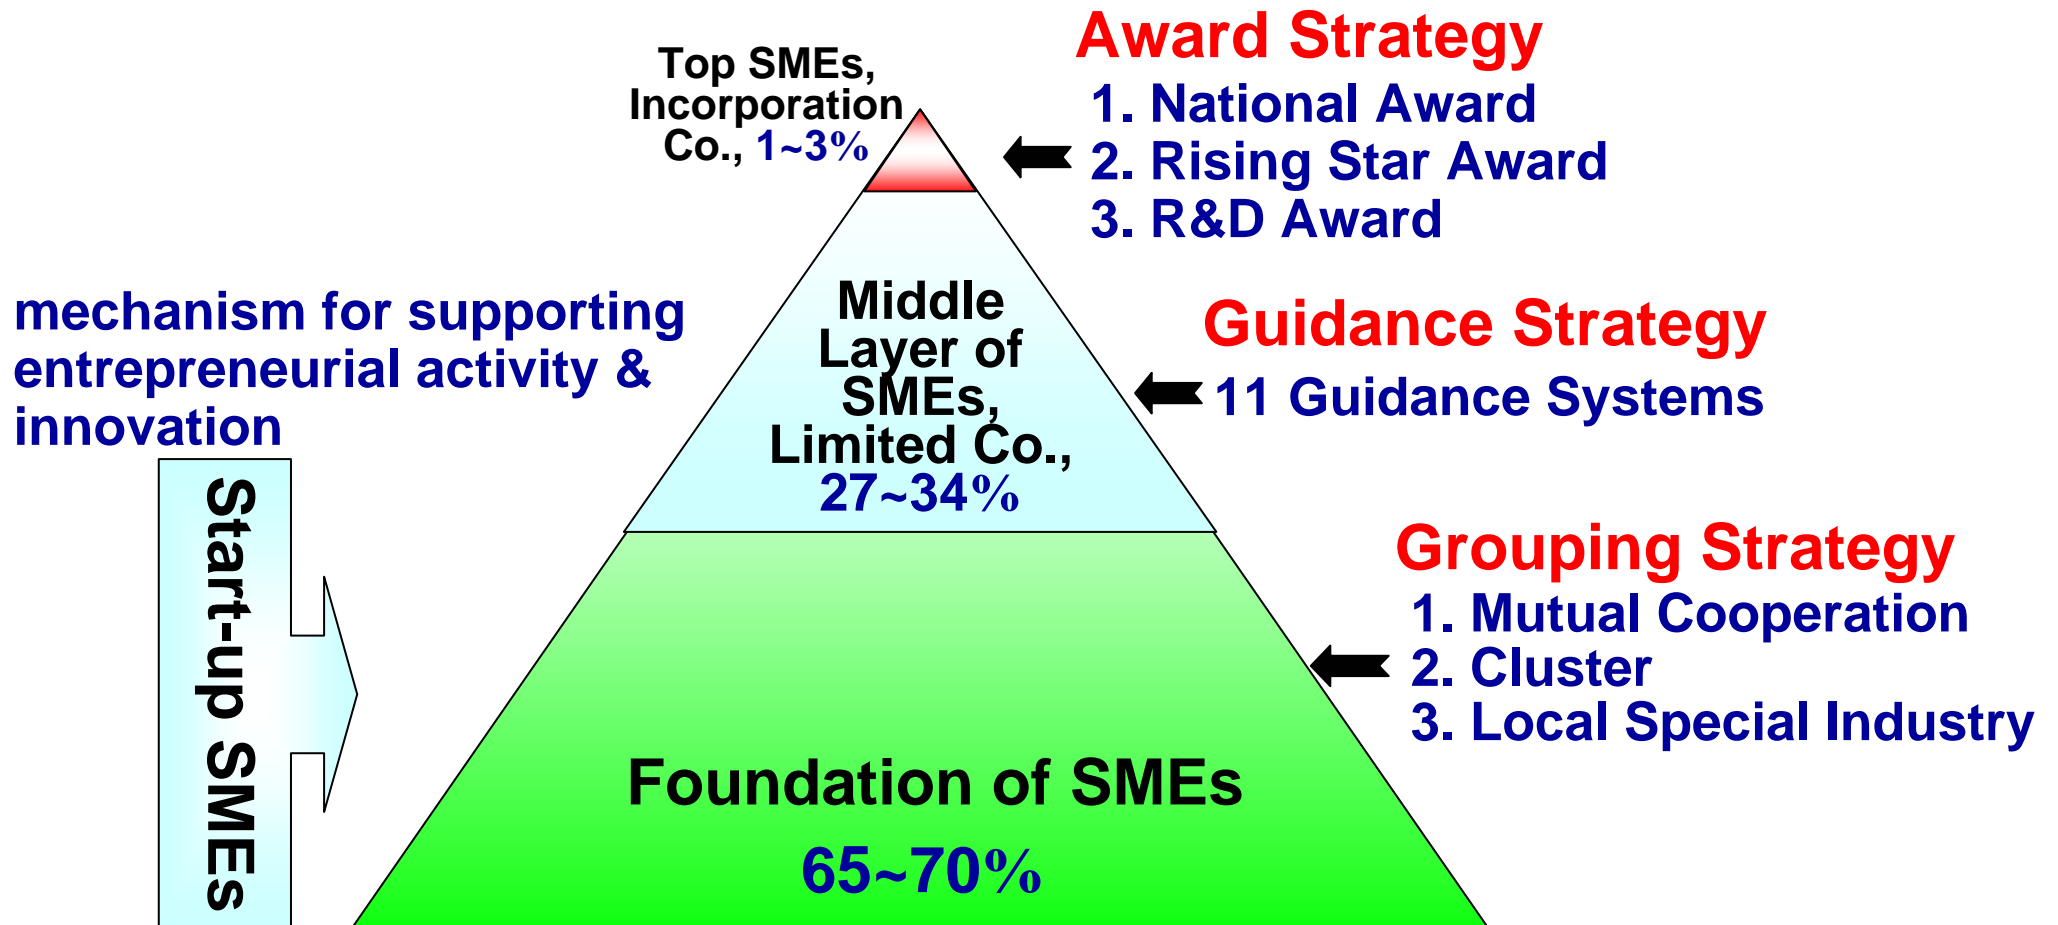 Top SMEs,
Incorporation
Co., 1~3%
Award Strategy
1. National Award
2. Rising Star Award
3. R&D Award
mechanism for supporting
entrepreneurial activity &
innovation
Middle
Layer of
SMEs,
Limited Co.,
27~34%
Guidance Strategy
11 Guidance Systems
Start-up SMEs
Grouping Strategy
1. Mutual Cooperation
2. Cluster
3. Local Special Industry
Foundation of SMEs
65~70%